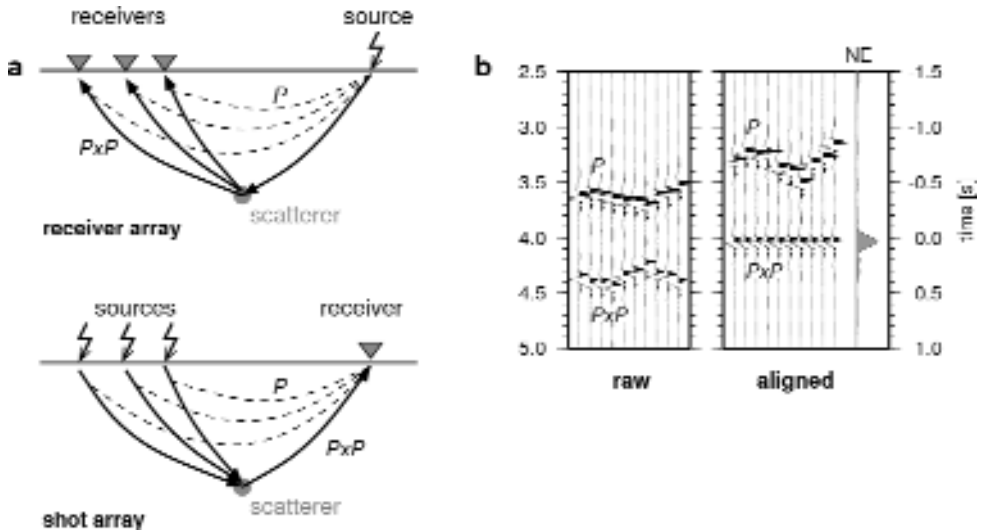 a
receivers
source
P
PxP
scatterer
receiver array
sources
receiver
P
PxP
scatterer
shot array
b
NE
2.5
3.0
3.5
4.0
4.5
5.0
P
PxP
raw
P
PxP
aligned
-1.5
-1.0
-0.5
0.0
0.5
1.0
time [s]